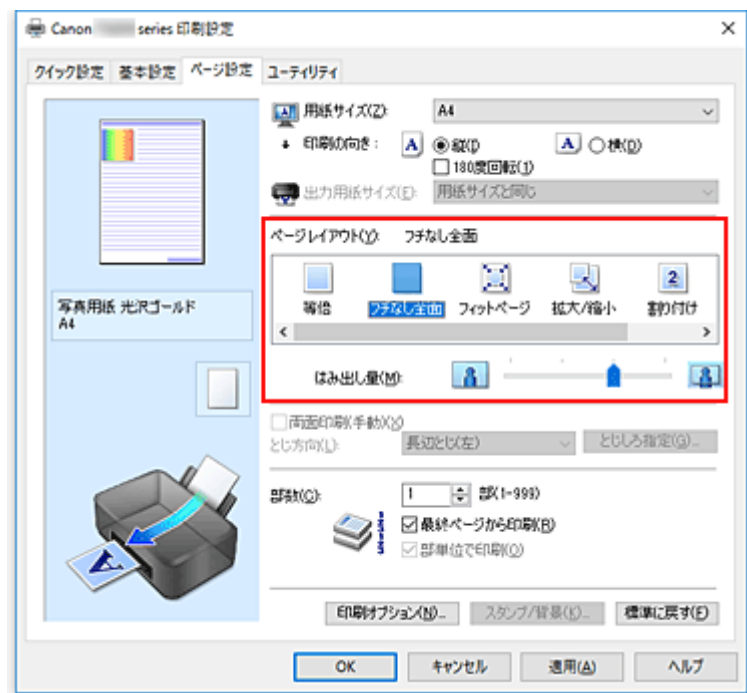 Canon series 印刷設定
クイック設定 基本設定 ページ設定 ユーティリティ
用紙サイズ(Z): A4
印刷の向き: A 縦(I) A 横(D)
180度回転(1)
出力用紙サイズ(E): 用紙サイズと同じ
ページレイアウト(Y): フチなし全面
等倍 フチなし全面 フィットページ 拡大/縮小 2 割り付け
はみ出し量(M):
写真用紙 光沢ゴールド
A4
両面印刷(手動)(X)
とじ方向(L): 長辺とじ(左) とじしろ指定(G)...
部数(C): 1 部(1-999)
最終ページから印刷(R)
部単位で印刷(O)
A
印刷オプション(N)... スタンプ/背景(K)... 標準に戻す(F)
OK キャンセル 適用(A) ヘルプ